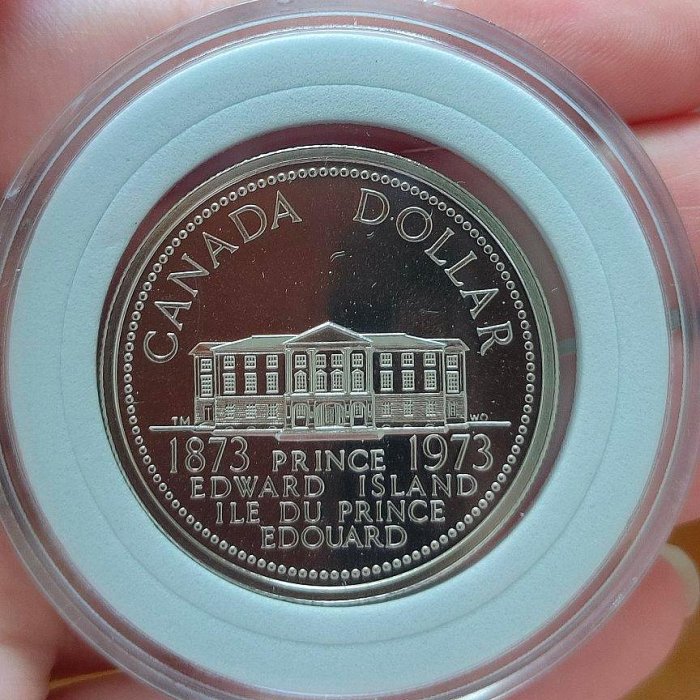 CANADA DOLLAR
TM WO
1873 PRINCE 1973
EDWARD ISLAND
ILE DU PRINCE
EDOUARD